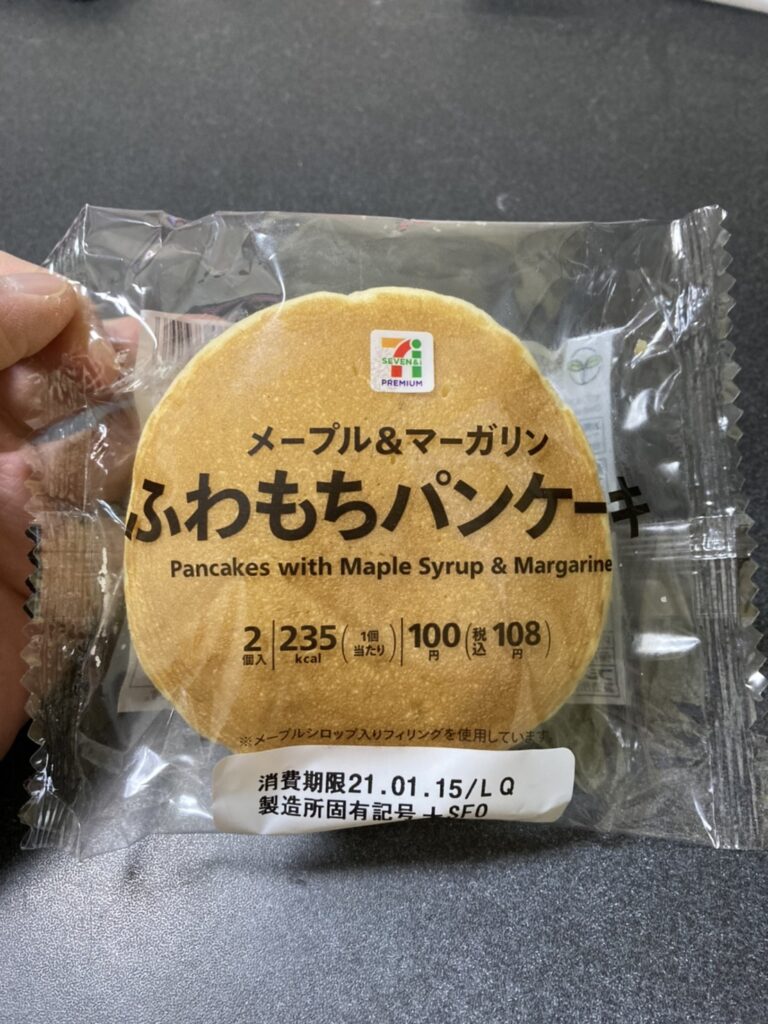 SEVEN&i
PREMIUM
メープル&マーガリン
ふわもちパンケーキ
Pancakes with Maple Syrup & Margarine
2個入 235kcal (1個当たり) 100円 (税込108円)
※メープルシロップ入りフィリングを使用しています。
消費期限21.01.15/L Q
製造所固有記号 +SFO